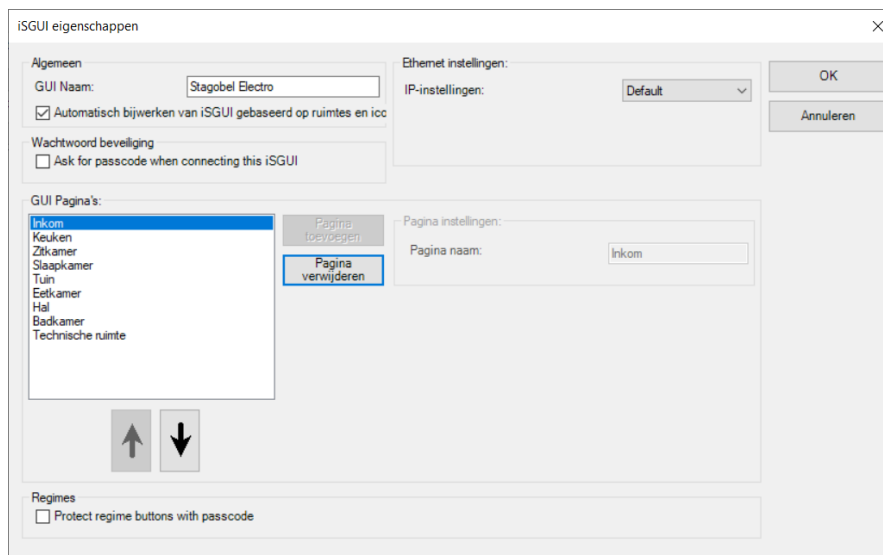 iSGUI eigenschappen
Algemeen
GUI Naam:
Stagobel Electro
Automatisch bijwerken van iSGUI gebaseerd op ruimtes en icc
Wachtwoord beveiliging
Ask for passcode when connecting this iSGUI
Ethernet instellingen:
IP-instellingen:
Default
OK
Annuleren
GUI Pagina's:
Inkom
Keuken
Zitkamer
Slaapkamer
Tuin
Eetkamer
Hal
Badkamer
Technische ruimte
Pagina
toevoegen
Pagina
verwijderen
Pagina instellingen:
Pagina naam:
Inkom
Regimes
Protect regime buttons with passcode